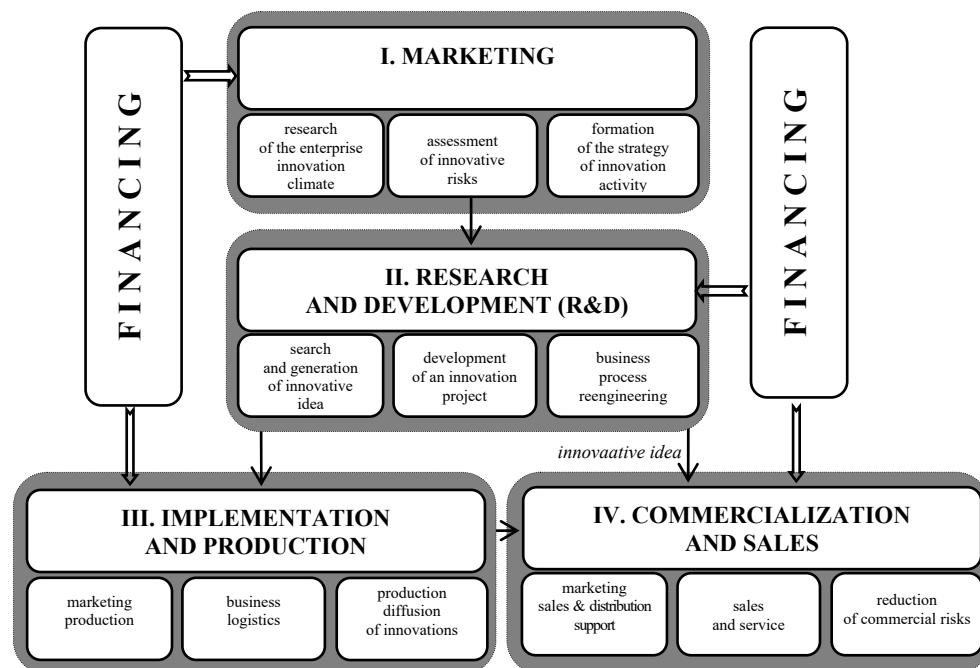 FINANCING
I. MARKETING
FINANCING
research
of the enterprise
innovation
climate
assessment
of innovative
risks
formation
of the strategy
of innovation
activity
II. RESEARCH
AND DEVELOPMENT (R&D)
search
and generation
of innovative
idea
development
of an innovation
project
business
process
reengineering
innovaative idea
III. IMPLEMENTATION
AND PRODUCTION
marketing
production
business
logistics
production
diffusion
of innovations
IV. COMMERCIALIZATION
AND SALES
marketing
sales & distribution
support
sales
and service
reduction
of commercial risks